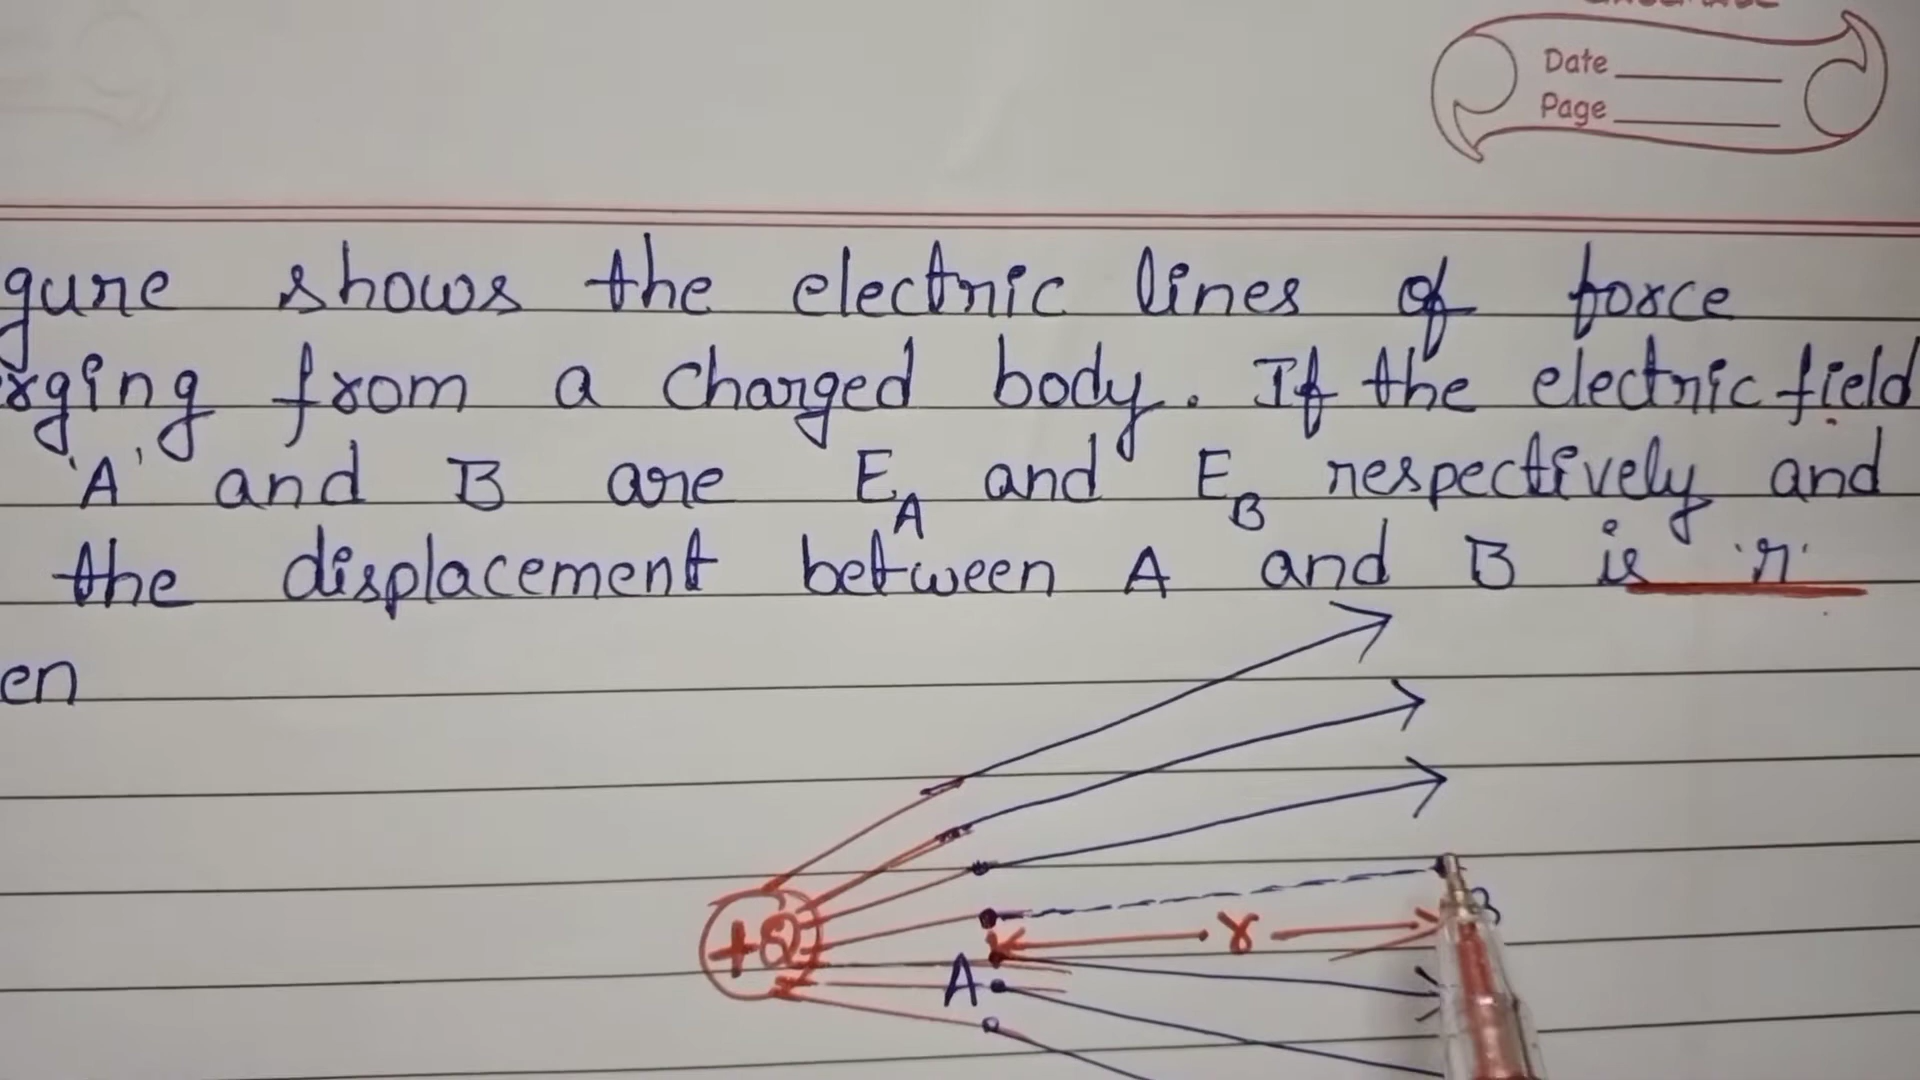 Date
Page
gure shows the electric lines of force
rging from a charged body. If the electric field
'A' and B are E_A and E_B respectively and
the displacement between A and B is 'r'
en
+Q
r
A
B